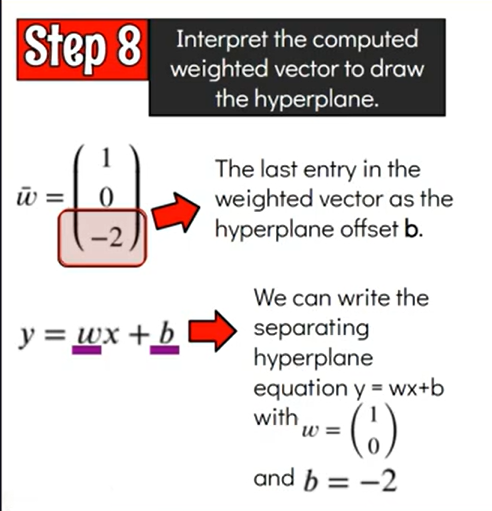 Step 8
Interpret the computed
weighted vector to draw
the hyperplane.
w̄ = ( 1 0 −2 )
The last entry in the
weighted vector as the
hyperplane offset b.
y = wx + b
We can write the
separating
hyperplane
equation y = wx+b
with w = ( 1 0 )
and b = −2